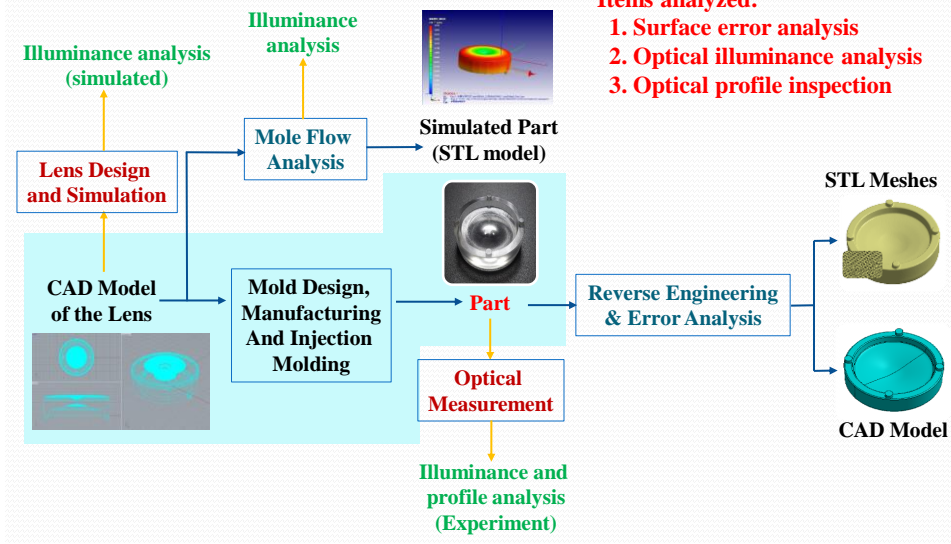 Items analyzed:
1. Surface error analysis
2. Optical illuminance analysis
3. Optical profile inspection
Illuminance
analysis
Illuminance analysis
(simulated)
Lens Design
and Simulation
Mole Flow
Analysis
Simulated Part
(STL model)
STL Meshes
CAD Model
of the Lens
Mold Design,
Manufacturing
And Injection
Molding
Part
Reverse Engineering
& Error Analysis
Optical
Measurement
CAD Model
Illuminance and
profile analysis
(Experiment)